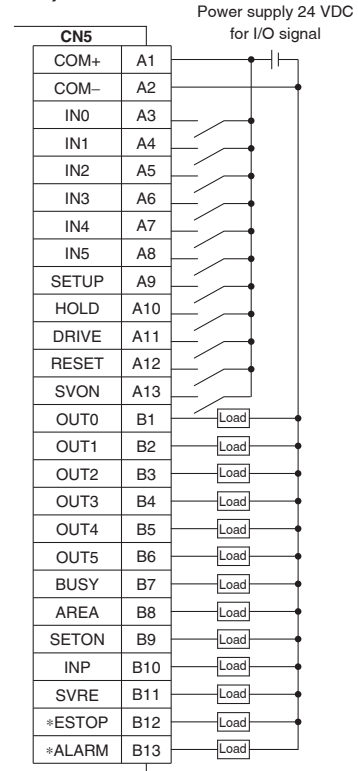 Power supply 24 VDC
for I/O signal
CN5
COM+ A1
COM− A2
IN0 A3
IN1 A4
IN2 A5
IN3 A6
IN4 A7
IN5 A8
SETUP A9
HOLD A10
DRIVE A11
RESET A12
SVON A13
OUT0 B1 Load
OUT1 B2 Load
OUT2 B3 Load
OUT3 B4 Load
OUT4 B5 Load
OUT5 B6 Load
BUSY B7 Load
AREA B8 Load
SETON B9 Load
INP B10 Load
SVRE B11 Load
∗ESTOP B12 Load
∗ALARM B13 Load